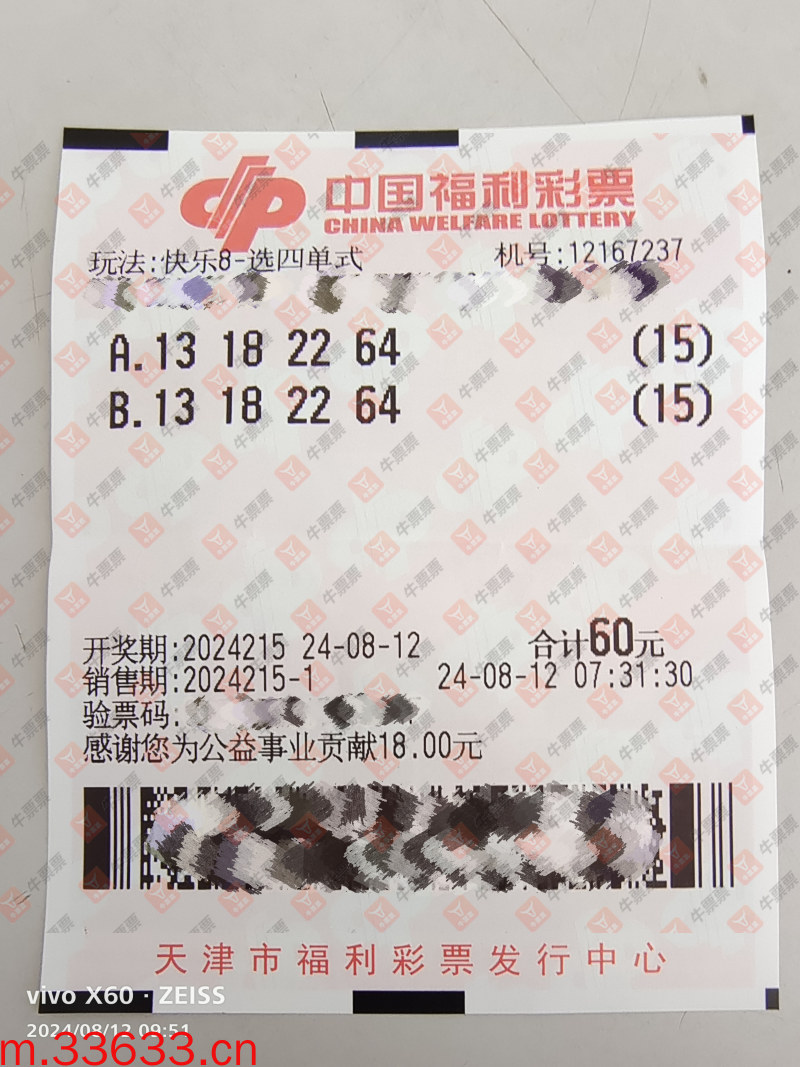 中国福利彩票
CHINA WELFARE LOTTERY
玩法:快乐8-选四单式 机号:12167237
A.13 18 22 64 (15)
B.13 18 22 64 (15)
开奖期:2024215 24-08-12 合计60元
销售期:2024215-1 24-08-12 07:31:30
验票码:
感谢您为公益事业贡献18.00元
天津市福利彩票发行中心
vivo X60 · ZEISS
2024/08/12 09:51
m.33633.cn
牛票票